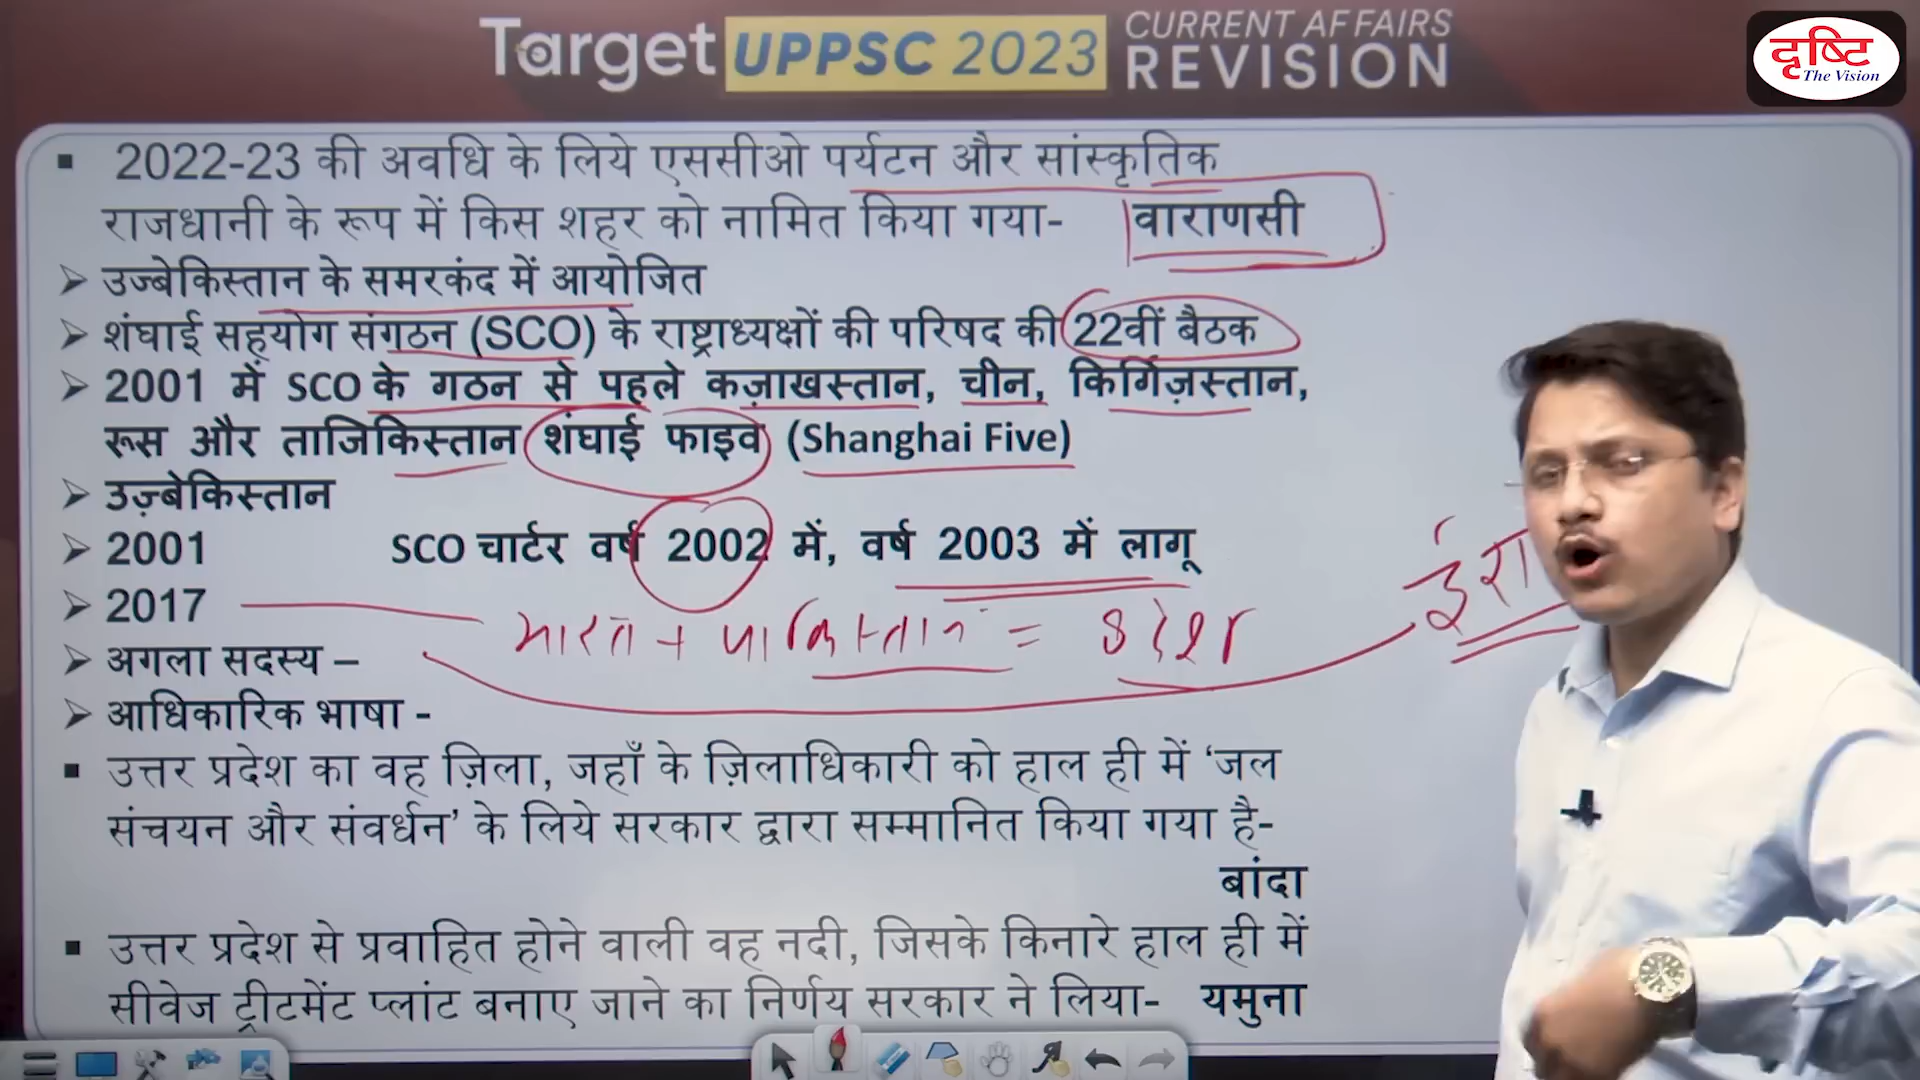 Target UPPSC 2023 CURRENT AFFAIRS REVISION
दृष्टि
The Vision
2022-23 की अवधि के लिये एससीओ पर्यटन और सांस्कृतिक
राजधानी के रूप में किस शहर को नामित किया गया- वाराणसी
उज्बेकिस्तान के समरकंद में आयोजित
शंघाई सहयोग संगठन (SCO) के राष्ट्राध्यक्षों की परिषद की 22वीं बैठक
2001 में SCO के गठन से पहले कज़ाखस्तान, चीन, किर्गिज़स्तान,
रूस और ताजिकिस्तान शंघाई फाइव (Shanghai Five)
उज़्बेकिस्तान
2001 SCO चार्टर वर्ष 2002 में, वर्ष 2003 में लागू
2017 भारत + पाकिस्तान = 8 देश
अगला सदस्य –
आधिकारिक भाषा -
उत्तर प्रदेश का वह ज़िला, जहाँ के ज़िलाधिकारी को हाल ही में ‘जल
संचयन और संवर्धन’ के लिये सरकार द्वारा सम्मानित किया गया है-
बांदा
उत्तर प्रदेश से प्रवाहित होने वाली वह नदी, जिसके किनारे हाल ही में
सीवेज ट्रीटमेंट प्लांट बनाए जाने का निर्णय सरकार ने लिया- यमुना